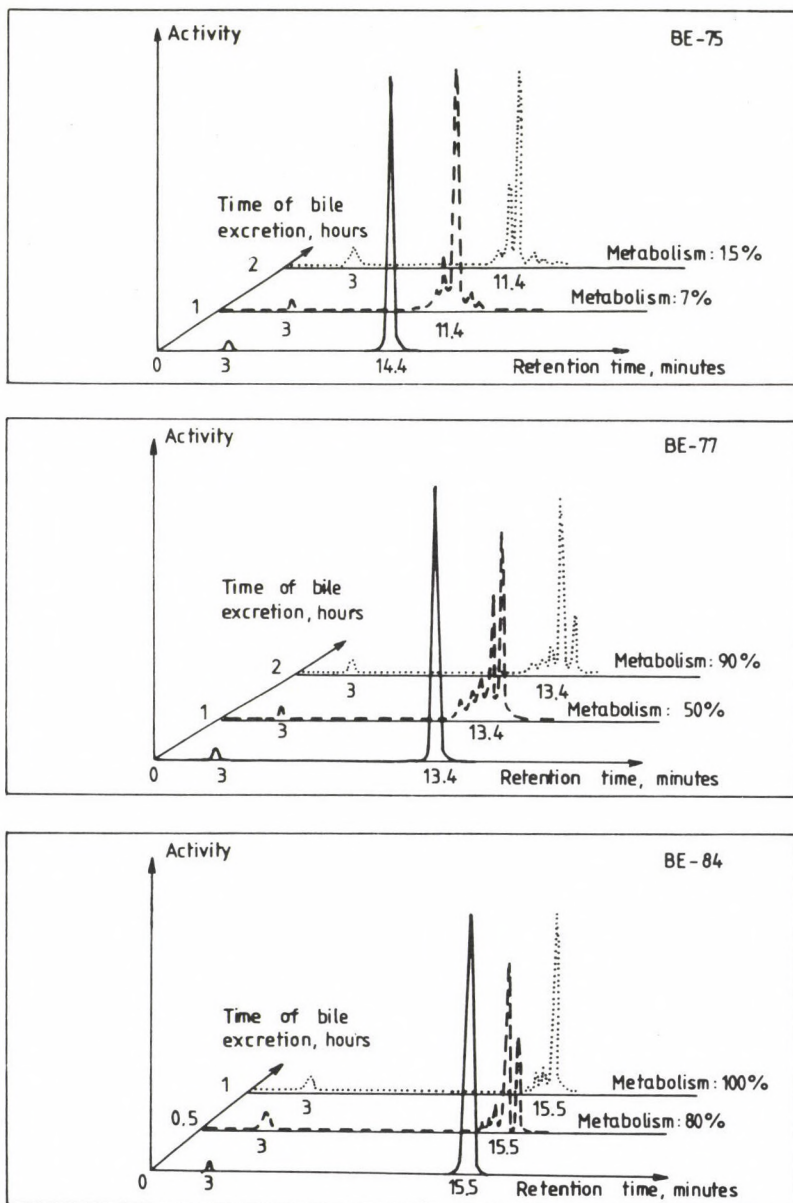 Activity
BE-75
Time of bile
excretion, hours
2
Metabolism: 15%
3
11.4
1
Metabolism: 7%
3
11.4
0
3
14.4
Retention time, minutes
Activity
BE-77
Time of bile
excretion, hours
2
Metabolism: 90%
3
13.4
1
Metabolism: 50%
3
13.4
0
3
13.4
Retention time, minutes
Activity
BE-84
Time of bile
excretion, hours
1
Metabolism: 100%
3
15.5
0,5
Metabolism: 80%
3
15.5
0
3
15,5
Retention time, minutes